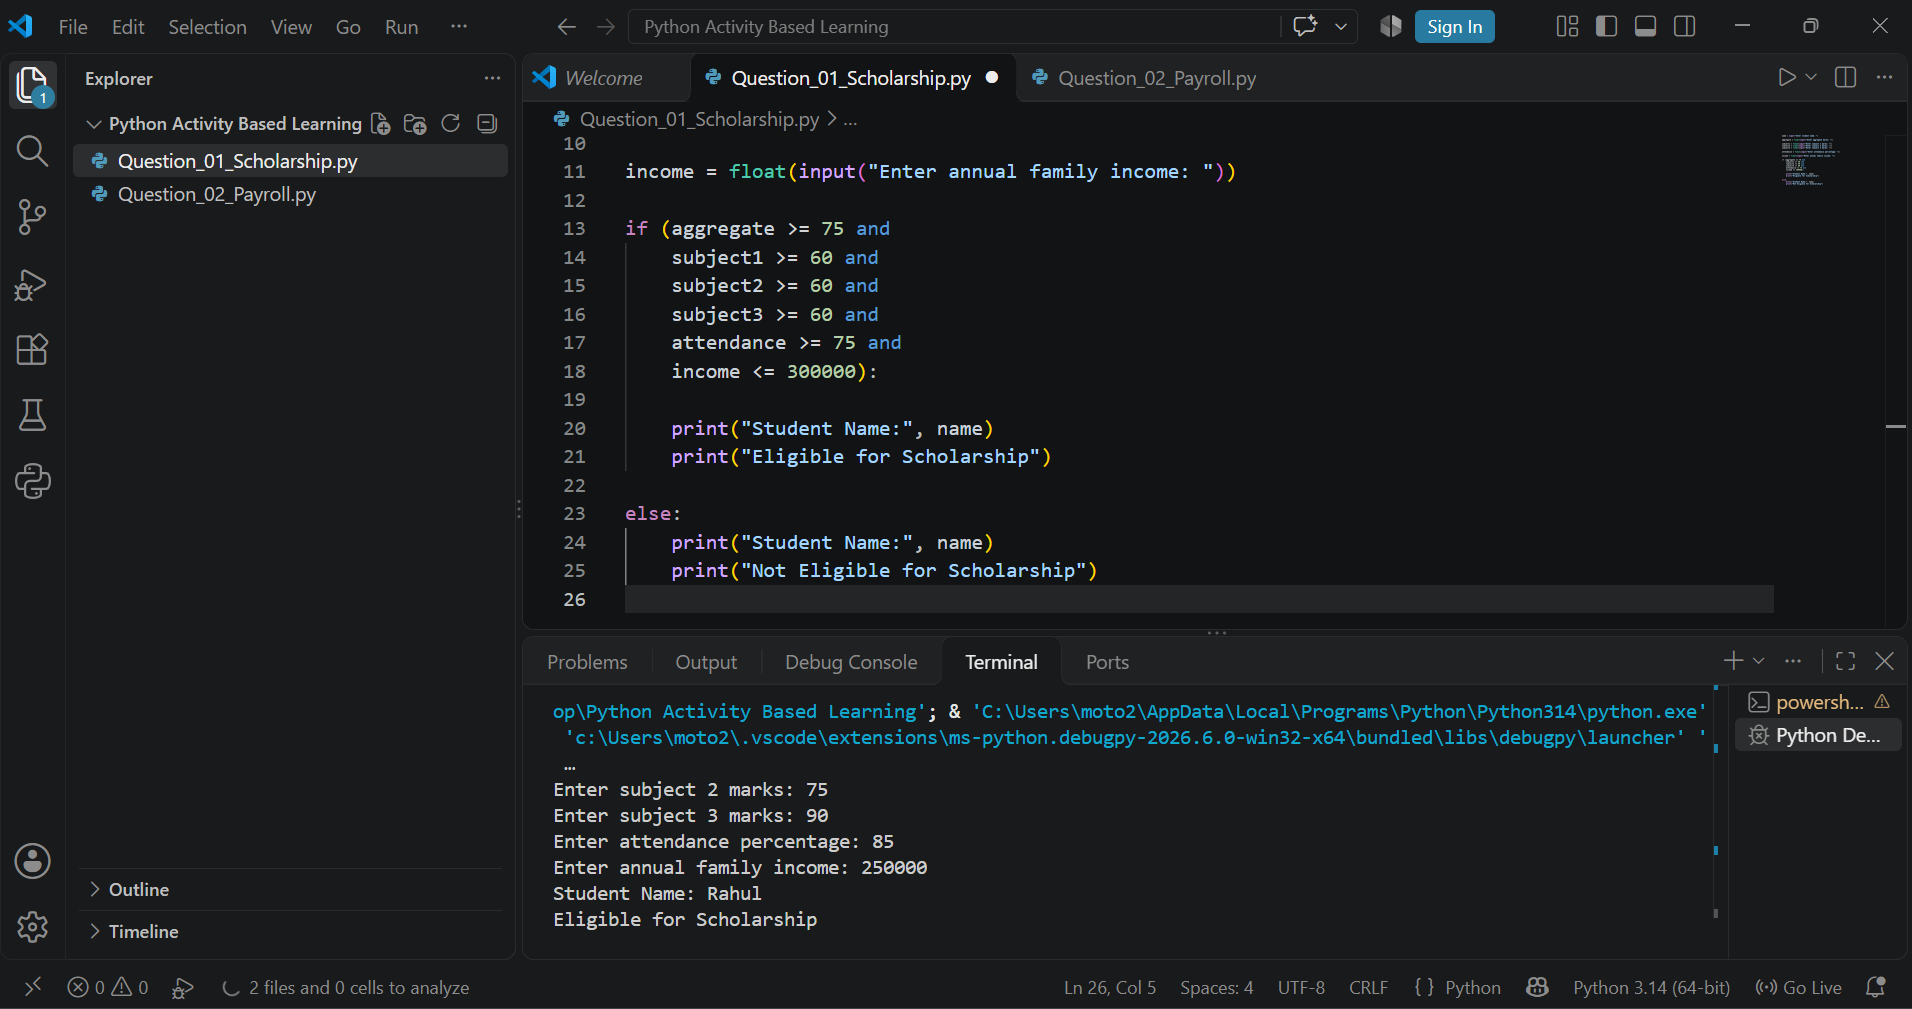 File Edit Selection View Go Run ...
Python Activity Based Learning
Sign In
Explorer
Python Activity Based Learning
Question_01_Scholarship.py
Question_02_Payroll.py
Outline
Timeline
1
Welcome
Question_01_Scholarship.py
Question_02_Payroll.py
Question_01_Scholarship.py > ...
10
11 income = float(input("Enter annual family income: "))
12
13 if (aggregate >= 75 and
14     subject1 >= 60 and
15     subject2 >= 60 and
16     subject3 >= 60 and
17     attendance >= 75 and
18     income <= 300000):
19
20     print("Student Name:", name)
21     print("Eligible for Scholarship")
22
23 else:
24     print("Student Name:", name)
25     print("Not Eligible for Scholarship")
26
Problems Output Debug Console Terminal Ports
op\Python Activity Based Learning'; & 'C:\Users\moto2\AppData\Local\Programs\Python\Python314\python.exe'
'c:\Users\moto2\.vscode\extensions\ms-python.debugpy-2026.6.0-win32-x64\bundled\libs\debugpy\launcher' '
…
Enter subject 2 marks: 75
Enter subject 3 marks: 90
Enter attendance percentage: 85
Enter annual family income: 250000
Student Name: Rahul
Eligible for Scholarship
powersh...
Python De...
0 0 2 files and 0 cells to analyze Ln 26, Col 5 Spaces: 4 UTF-8 CRLF { } Python Python 3.14 (64-bit) Go Live